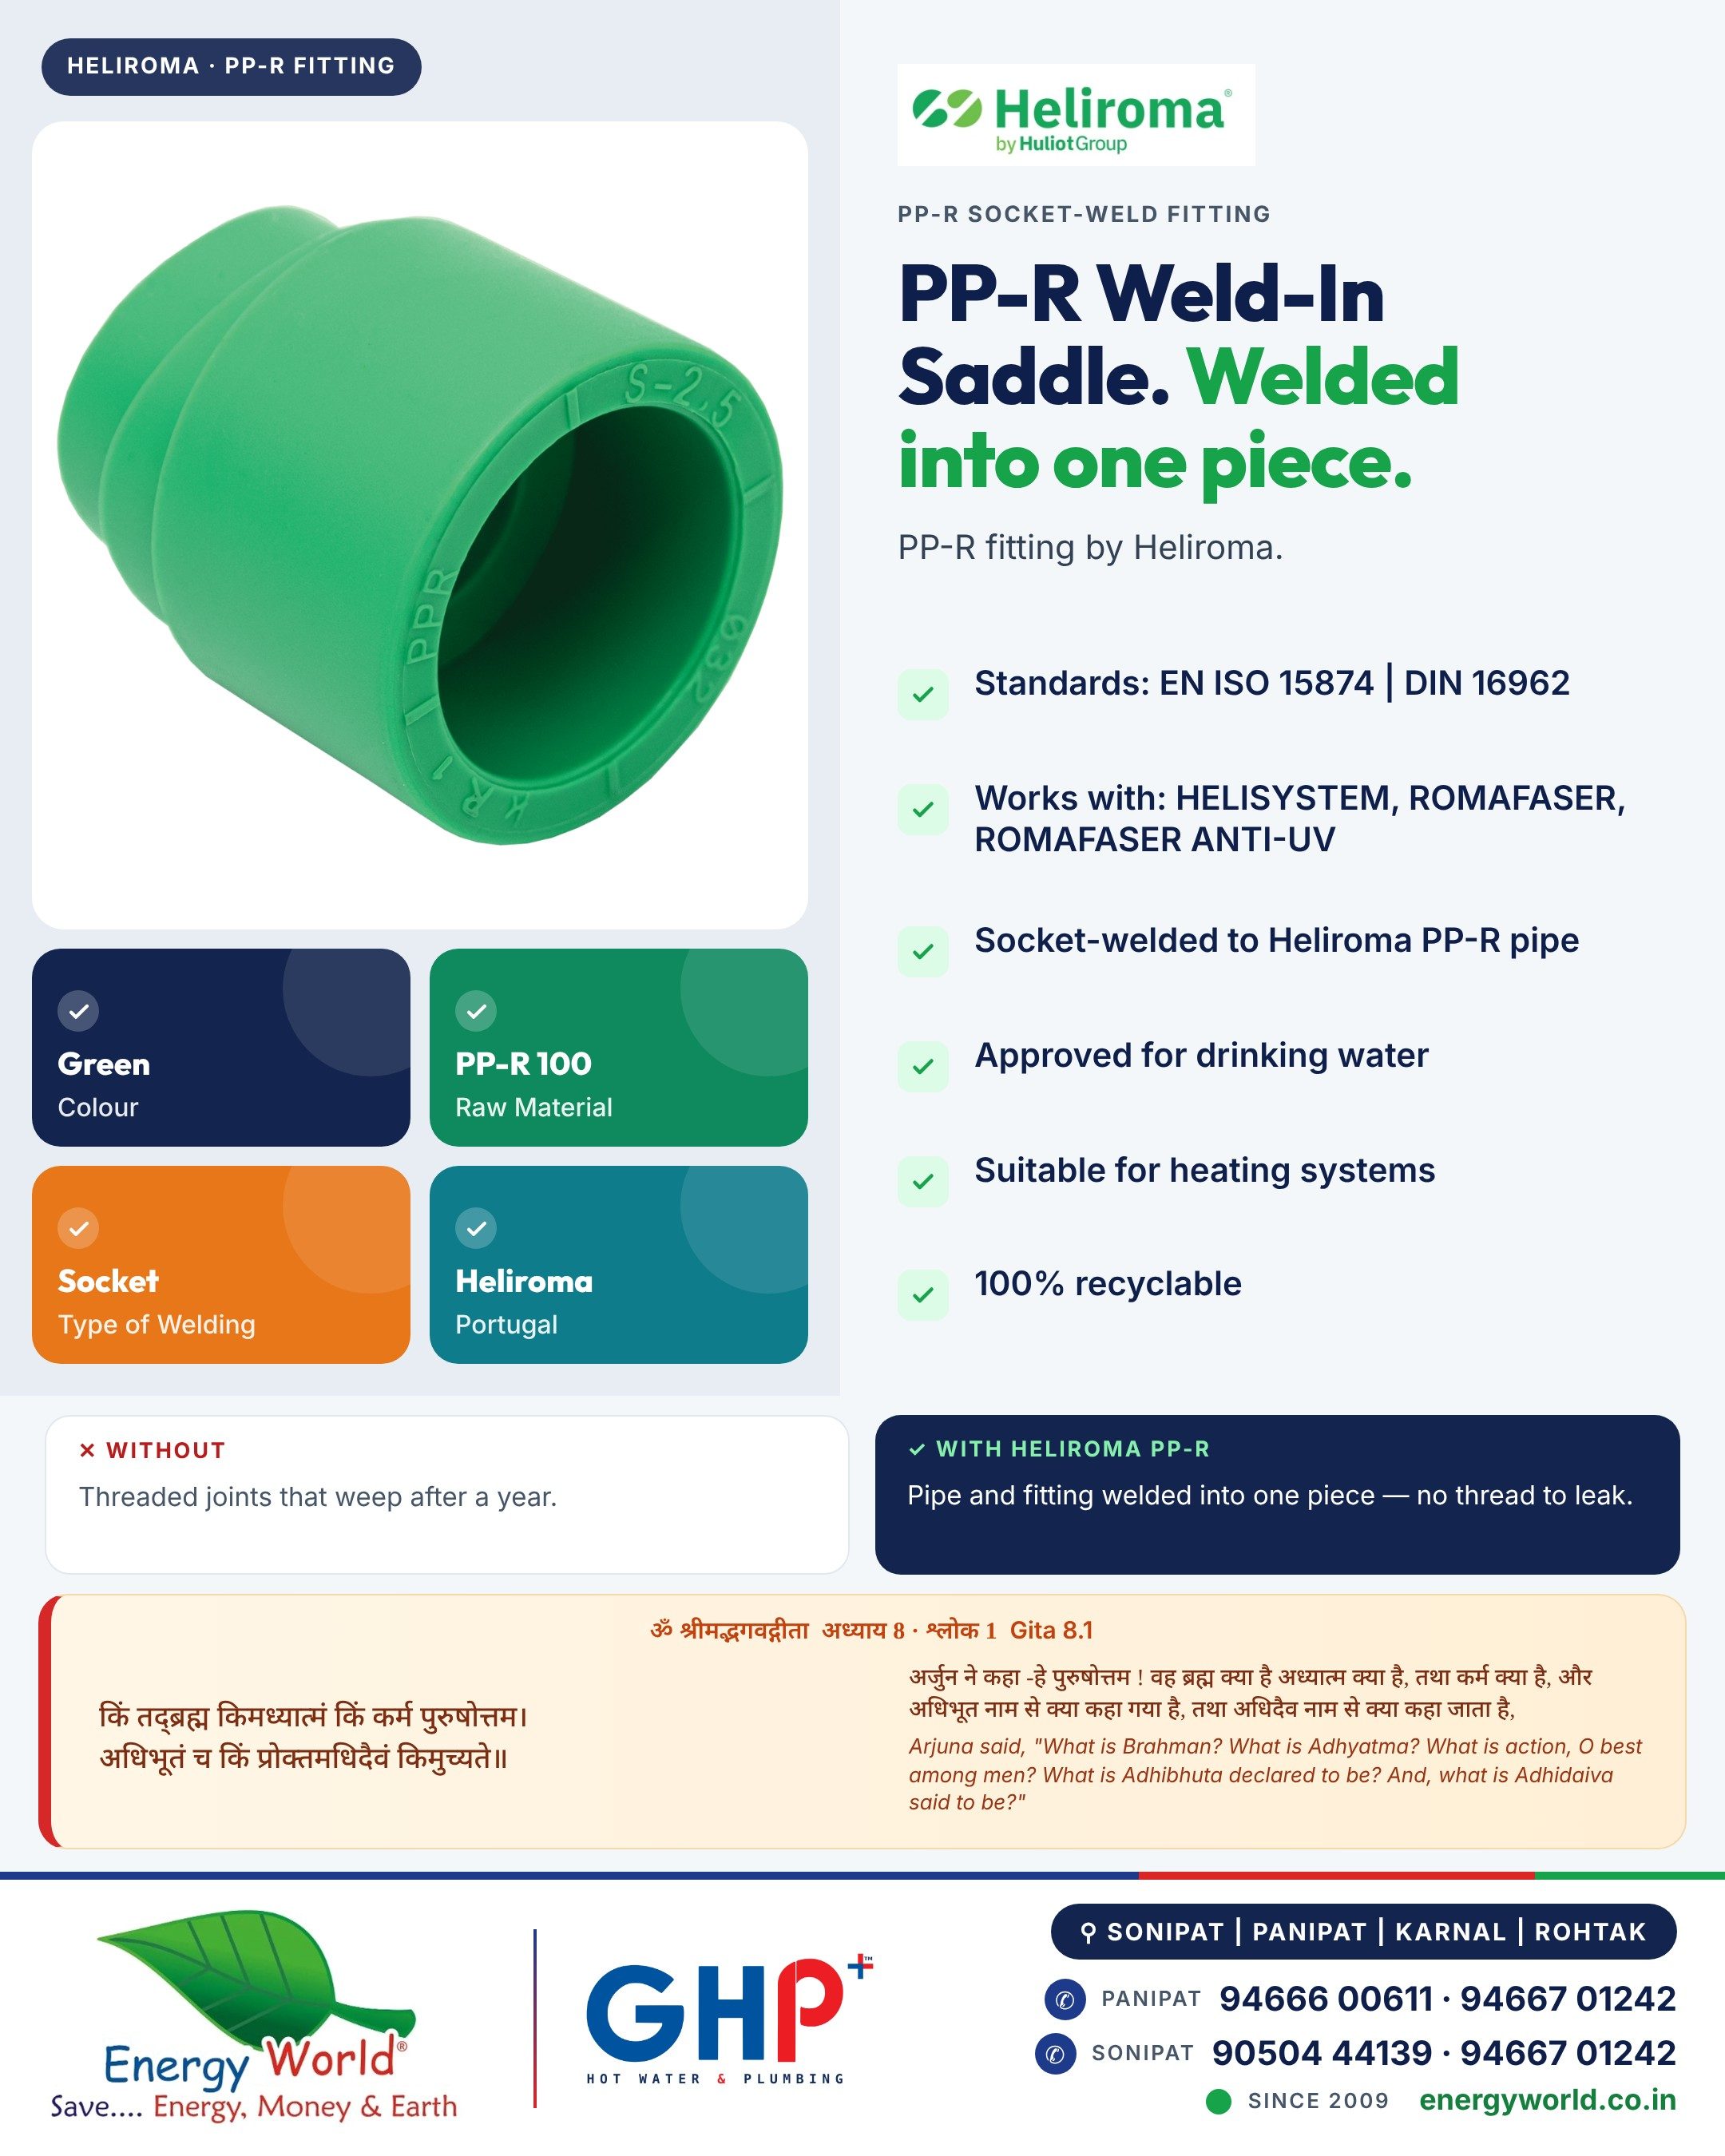 HELIROMA · PP-R FITTING
S-2,5
PPR
Ø32
KR1
Heliroma®
by HuliotGroup
PP-R SOCKET-WELD FITTING
PP-R Weld-In
Saddle. Welded
into one piece.
PP-R fitting by Heliroma.
Standards: EN ISO 15874 | DIN 16962
Works with: HELISYSTEM, ROMAFASER,
ROMAFASER ANTI-UV
Socket-welded to Heliroma PP-R pipe
Approved for drinking water
Suitable for heating systems
100% recyclable
Green
Colour
PP-R 100
Raw Material
Socket
Type of Welding
Heliroma
Portugal
✕ WITHOUT
Threaded joints that weep after a year.
✓ WITH HELIROMA PP-R
Pipe and fitting welded into one piece — no thread to leak.
ॐ श्रीमद्भगवद्गीता अध्याय 8 · श्लोक 1 Gita 8.1
किं तद्ब्रह्म किमध्यात्मं किं कर्म पुरुषोत्तम।
अधिभूतं च किं प्रोक्तमधिदैवं किमुच्यते॥
अर्जुन ने कहा -हे पुरुषोत्तम ! वह ब्रह्म क्या है अध्यात्म क्या है, तथा कर्म क्या है, और
अधिभूत नाम से क्या कहा गया है, तथा अधिदैव नाम से क्या कहा जाता है,
Arjuna said, "What is Brahman? What is Adhyatma? What is action, O best
among men? What is Adhibhuta declared to be? And, what is Adhidaiva
said to be?"
Energy World®
Save.... Energy, Money & Earth
GHP+™
HOT WATER & PLUMBING
SONIPAT | PANIPAT | KARNAL | ROHTAK
PANIPAT 94666 00611 · 94667 01242
SONIPAT 90504 44139 · 94667 01242
SINCE 2009 energyworld.co.in